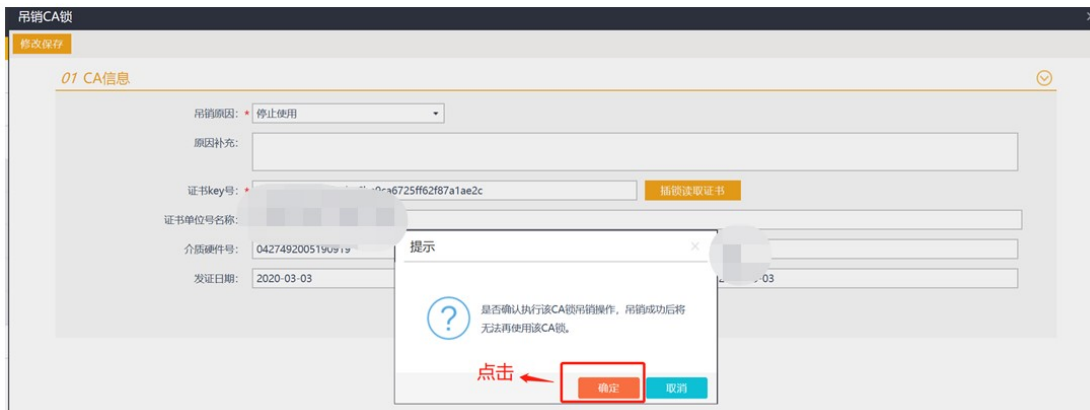 吊销CA锁
修改保存
01 CA信息
吊销原因: * 停止使用
原因补充:
证书key号: * ca6725ff62f87a1ae2c 插锁读取证书
证书单位号名称:
介质硬件号: 0427492005190919
发证日期: 2020-03-03 -03
提示
是否确认执行该CA锁吊销操作, 吊销成功后将
无法再使用该CA锁。
点击
确定 取消